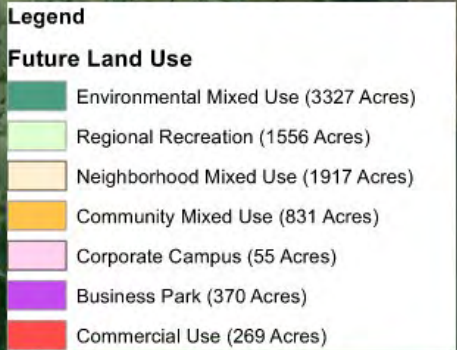 Legend
Future Land Use
Environmental Mixed Use (3327 Acres)
Regional Recreation (1556 Acres)
Neighborhood Mixed Use (1917 Acres)
Community Mixed Use (831 Acres)
Corporate Campus (55 Acres)
Business Park (370 Acres)
Commercial Use (269 Acres)